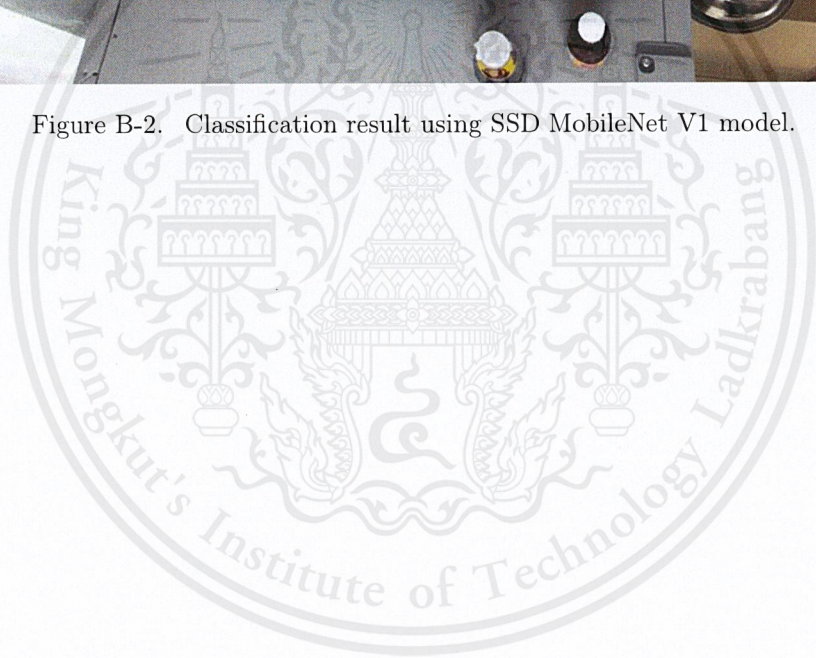 Figure B-2. Classification result using SSD MobileNet V1 model.
King Mongkut's Institute of Technology Ladkrabang